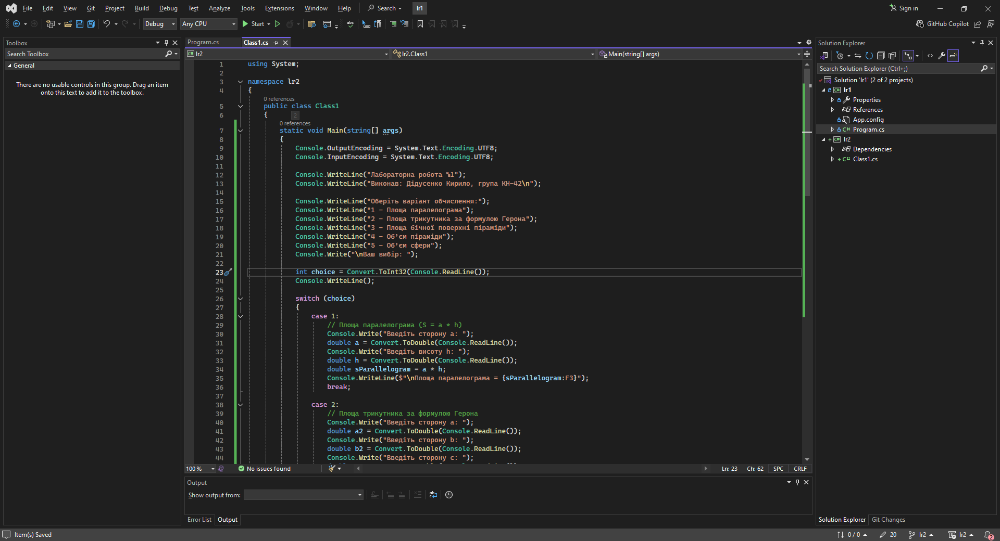 File Edit View Git Project Build Debug Test Analyze Tools Extensions Window Help Search lr1 Sign in
Debug Any CPU Start GitHub Copilot
Toolbox
Search Toolbox
General
There are no usable controls in this group. Drag an item
onto this text to add it to the toolbox.
Program.cs Class1.cs
lr2 lr2.Class1 Main(string[] args)
1 using System;
2
3 namespace lr2
4 {
0 references
5 public class Class1
6 {
2
0 references
7 static void Main(string[] args)
8 {
9 Console.OutputEncoding = System.Text.Encoding.UTF8;
10 Console.InputEncoding = System.Text.Encoding.UTF8;
11
12 Console.WriteLine("Лабораторна робота №1");
13 Console.WriteLine("Виконав: Дідусенко Кирило, група КН-42\n");
14
15 Console.WriteLine("Оберіть варіант обчислення:");
16 Console.WriteLine("1 - Площа паралелограма");
17 Console.WriteLine("2 - Площа трикутника за формулою Герона");
18 Console.WriteLine("3 - Площа бічної поверхні піраміди");
19 Console.WriteLine("4 - Об’єм піраміди");
20 Console.WriteLine("5 - Об’єм сфери");
21 Console.Write("\nВаш вибір: ");
22
23 int choice = Convert.ToInt32(Console.ReadLine());
24 Console.WriteLine();
25
26 switch (choice)
27 {
28 case 1:
29 // Площа паралелограма (S = a * h)
30 Console.Write("Введіть сторону a: ");
31 double a = Convert.ToDouble(Console.ReadLine());
32 Console.Write("Введіть висоту h: ");
33 double h = Convert.ToDouble(Console.ReadLine());
34 double sParallelogram = a * h;
35 Console.WriteLine($"\nПлоща паралелограма = {sParallelogram:F3}");
36 break;
37
38 case 2:
39 // Площа трикутника за формулою Герона
40 Console.Write("Введіть сторону a: ");
41 double a2 = Convert.ToDouble(Console.ReadLine());
42 Console.Write("Введіть сторону b: ");
43 double b2 = Convert.ToDouble(Console.ReadLine());
44 Console.Write("Введіть сторону c: ");
100 % No issues found Ln: 23 Ch: 62 SPC CRLF
Output
Show output from:
Error List Output
Solution Explorer
Search Solution Explorer (Ctrl+;)
Solution 'lr1' (2 of 2 projects)
lr1
Properties
References
App.config
C# Program.cs
lr2
Dependencies
C# Class1.cs
Solution Explorer Git Changes
Item(s) Saved 0 / 0 20 lr2 lr2 2